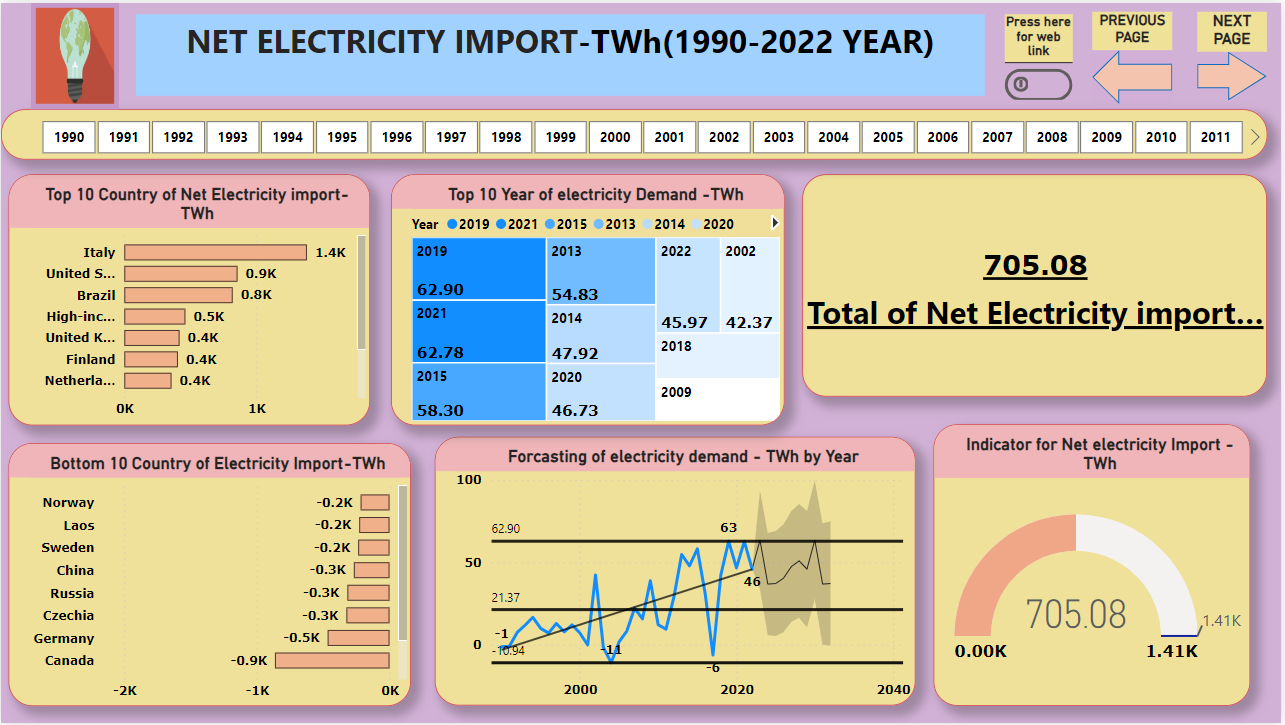 NET ELECTRICITY IMPORT-TWh(1990-2022 YEAR)
Press here
for web
link
PREVIOUS
PAGE
NEXT
PAGE
1990 1991 1992 1993 1994 1995 1996 1997 1998 1999 2000 2001 2002 2003 2004 2005 2006 2007 2008 2009 2010 2011
Top 10 Country of Net Electricity import-
TWh
Italy 1.4K
United S... 0.9K
Brazil 0.8K
High-inc... 0.5K
United K... 0.4K
Finland 0.4K
Netherla... 0.4K
0K 1K
Top 10 Year of electricity Demand -TWh
Year 2019 2021 2015 2013 2014 2020
2019
62.90
2021
62.78
2015
58.30
2013
54.83
2014
47.92
2020
46.73
2022
45.97
2002
42.37
2018
2009
705.08
Total of Net Electricity import...
Bottom 10 Country of Electricity Import-TWh
Norway -0.2K
Laos -0.2K
Sweden -0.2K
China -0.3K
Russia -0.3K
Czechia -0.3K
Germany -0.5K
Canada -0.9K
-2K -1K 0K
Forcasting of electricity demand - TWh by Year
100
62.90
63
50
46
21.37
-1
0
-10.94
-11
-6
2000 2020 2040
Indicator for Net electricity Import -
TWh
705.08
1.41K
0.00K 1.41K